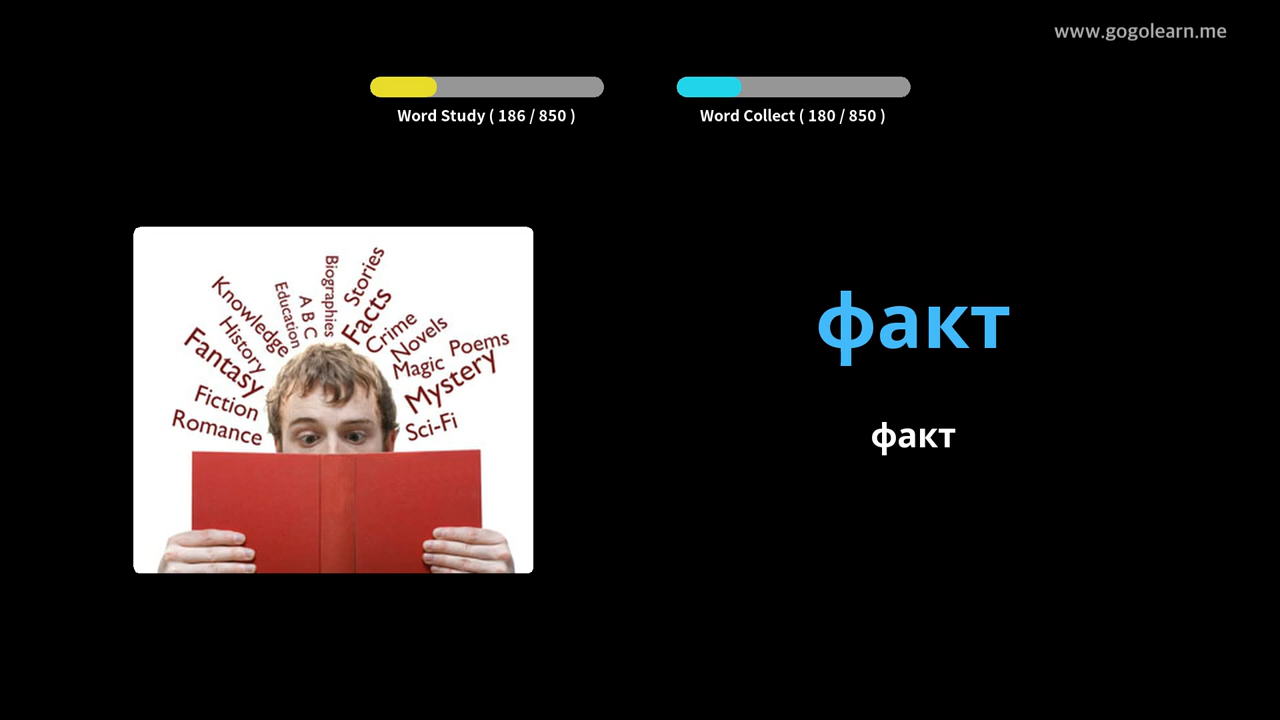 www.gogolearn.me
Word Study ( 186 / 850 )
Word Collect ( 180 / 850 )
Knowledge
Education
A B C
Biographies
Stories
Facts
Crime
Novels
Poems
Magic
Mystery
Sci-Fi
History
Fantasy
Fiction
Romance
факт
факт